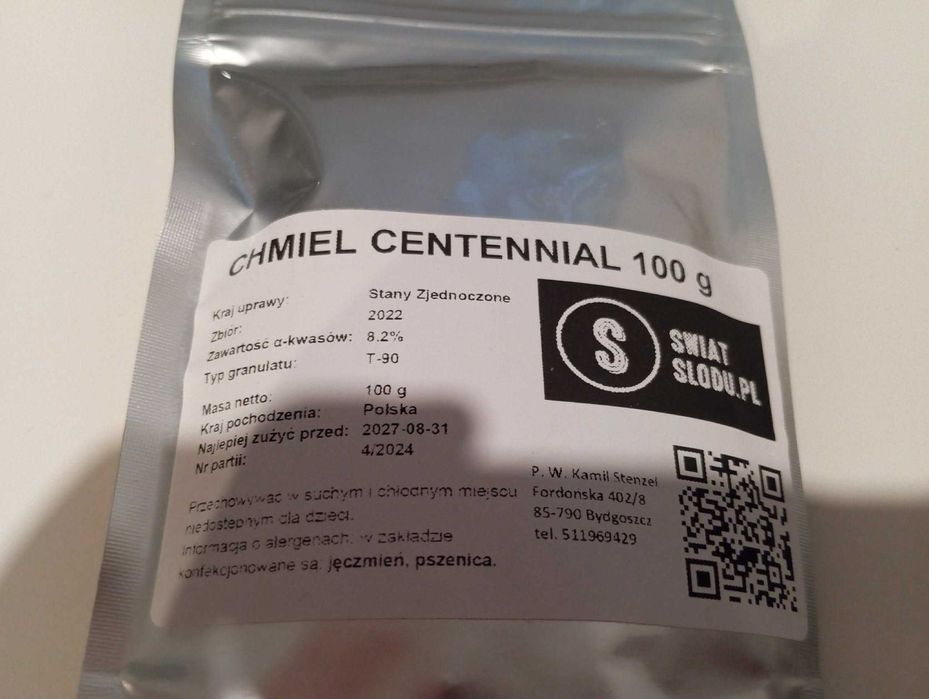 CHMIEL CENTENNIAL 100 g
Kraj uprawy: Stany Zjednoczone
Zbiór: 2022
Zawartość α-kwasów: 8.2%
Typ granulatu: T-90
Masa netto: 100 g
Kraj pochodzenia: Polska
Najlepiej zużyć przed: 2027-08-31
Nr partii: 4/2024
Przechowywać w suchym i chłodnym miejscu
niedostępnym dla dzieci.
Informacja o alergenach: w zakładzie
konfekcjonowane są: jęczmień, pszenica.
S
SWIAT
SLODU.PL
P. W. Kamil Stenzel
Fordońska 402/8
85-790 Bydgoszcz
tel. 511969429